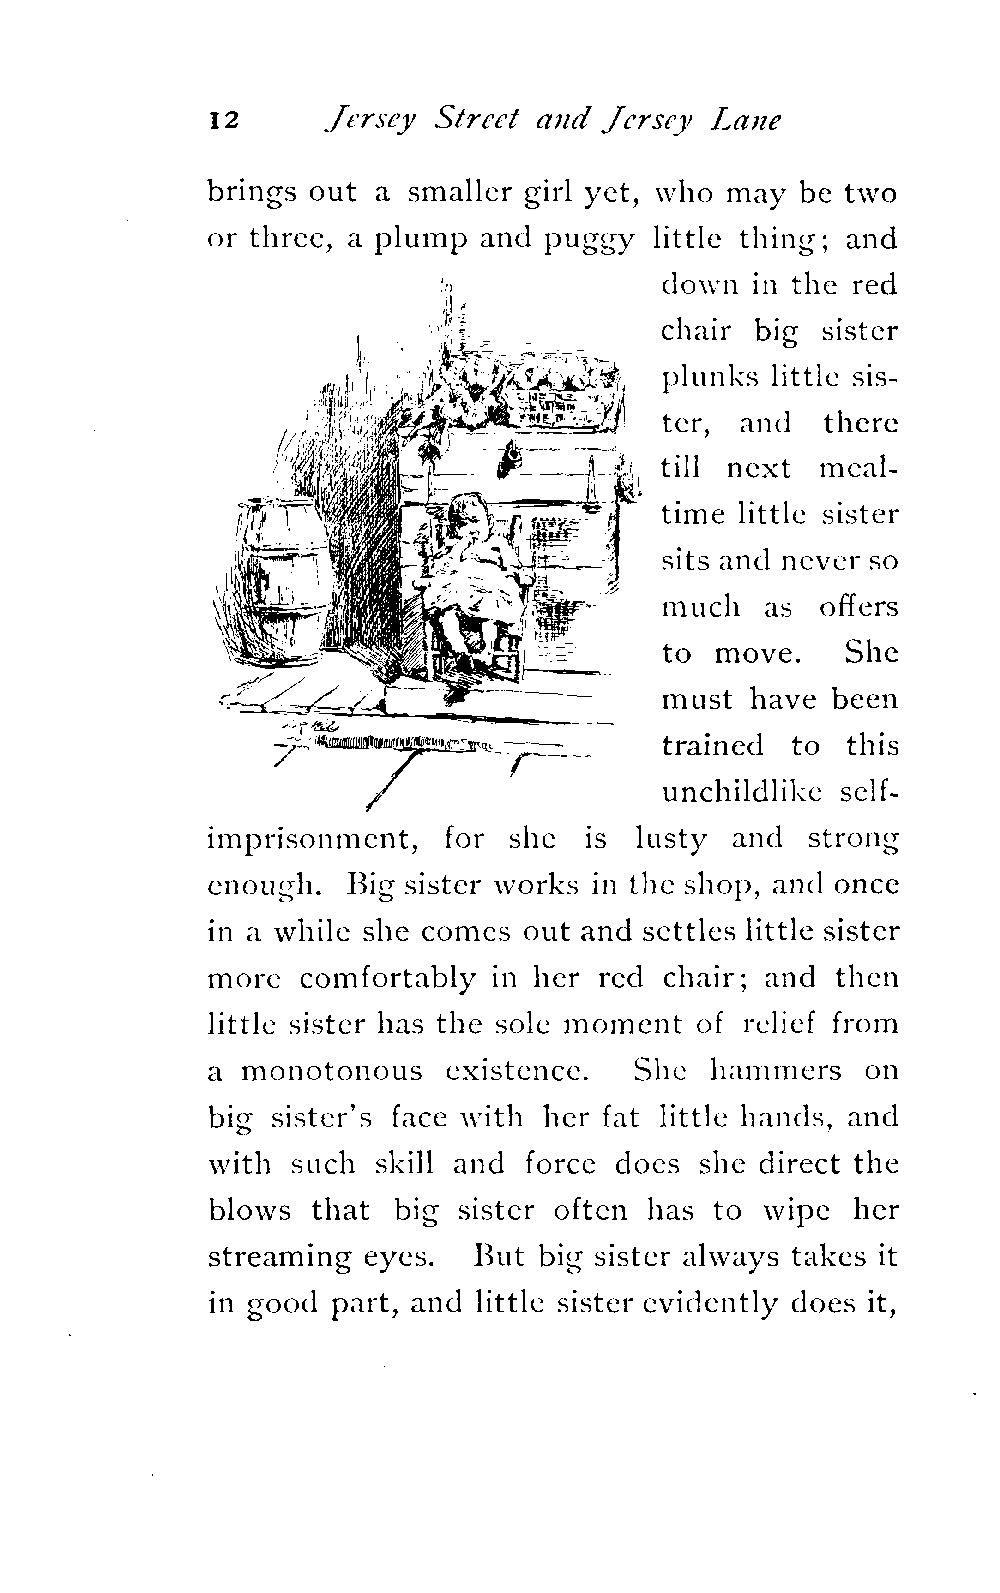 12 Jersey Street and Jersey Lane
brings out a smaller girl yet, who may be two
or three, a plump and puggy little thing; and
down in the red
chair big sister
plunks little sis-
ter, and there
till next meal-
time little sister
sits and never so
much as offers
to move. She
must have been
trained to this
unchildlike self-
imprisonment, for she is lusty and strong
enough. Big sister works in the shop, and once
in a while she comes out and settles little sister
more comfortably in her red chair; and then
little sister has the sole moment of relief from
a monotonous existence. She hammers on
big sister's face with her fat little hands, and
with such skill and force does she direct the
blows that big sister often has to wipe her
streaming eyes. But big sister always takes it
in good part, and little sister evidently does it,